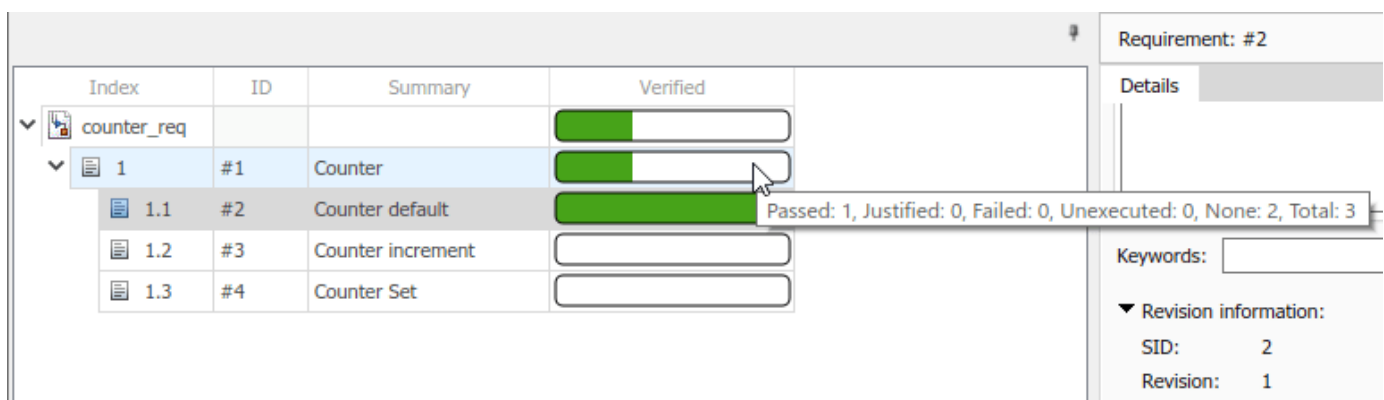 Requirement: #2
Index ID Summary Verified
Details
counter_req
1 #1 Counter
1.1 #2 Counter default
Passed: 1, Justified: 0, Failed: 0, Unexecuted: 0, None: 2, Total: 3
1.2 #3 Counter increment
Keywords:
1.3 #4 Counter Set
Revision information:
SID: 2
Revision: 1